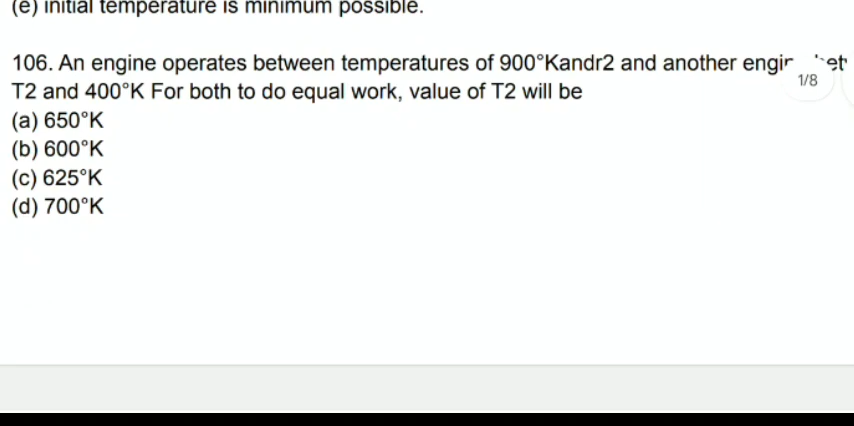 (e) initial temperature is minimum possible.
106. An engine operates between temperatures of 900°Kandr2 and another
T2 and 400°K For both to do equal work, value of T2 will be
1/8
(a) 650°K
(b) 600°K
(c) 625°K
(d) 700°K